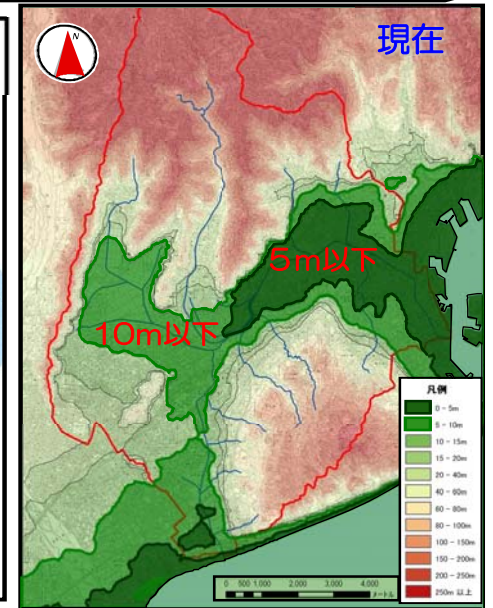 N
現在
5m以下
10m以下
凡例
0 - 5m
5 - 10m
10 - 15m
15 - 20m
20 - 40m
40 - 60m
60 - 80m
80 - 100m
100 - 150m
150 - 200m
200 - 250m
250m 以上
0 500 1,000 2,000 3,000 4,000
メートル